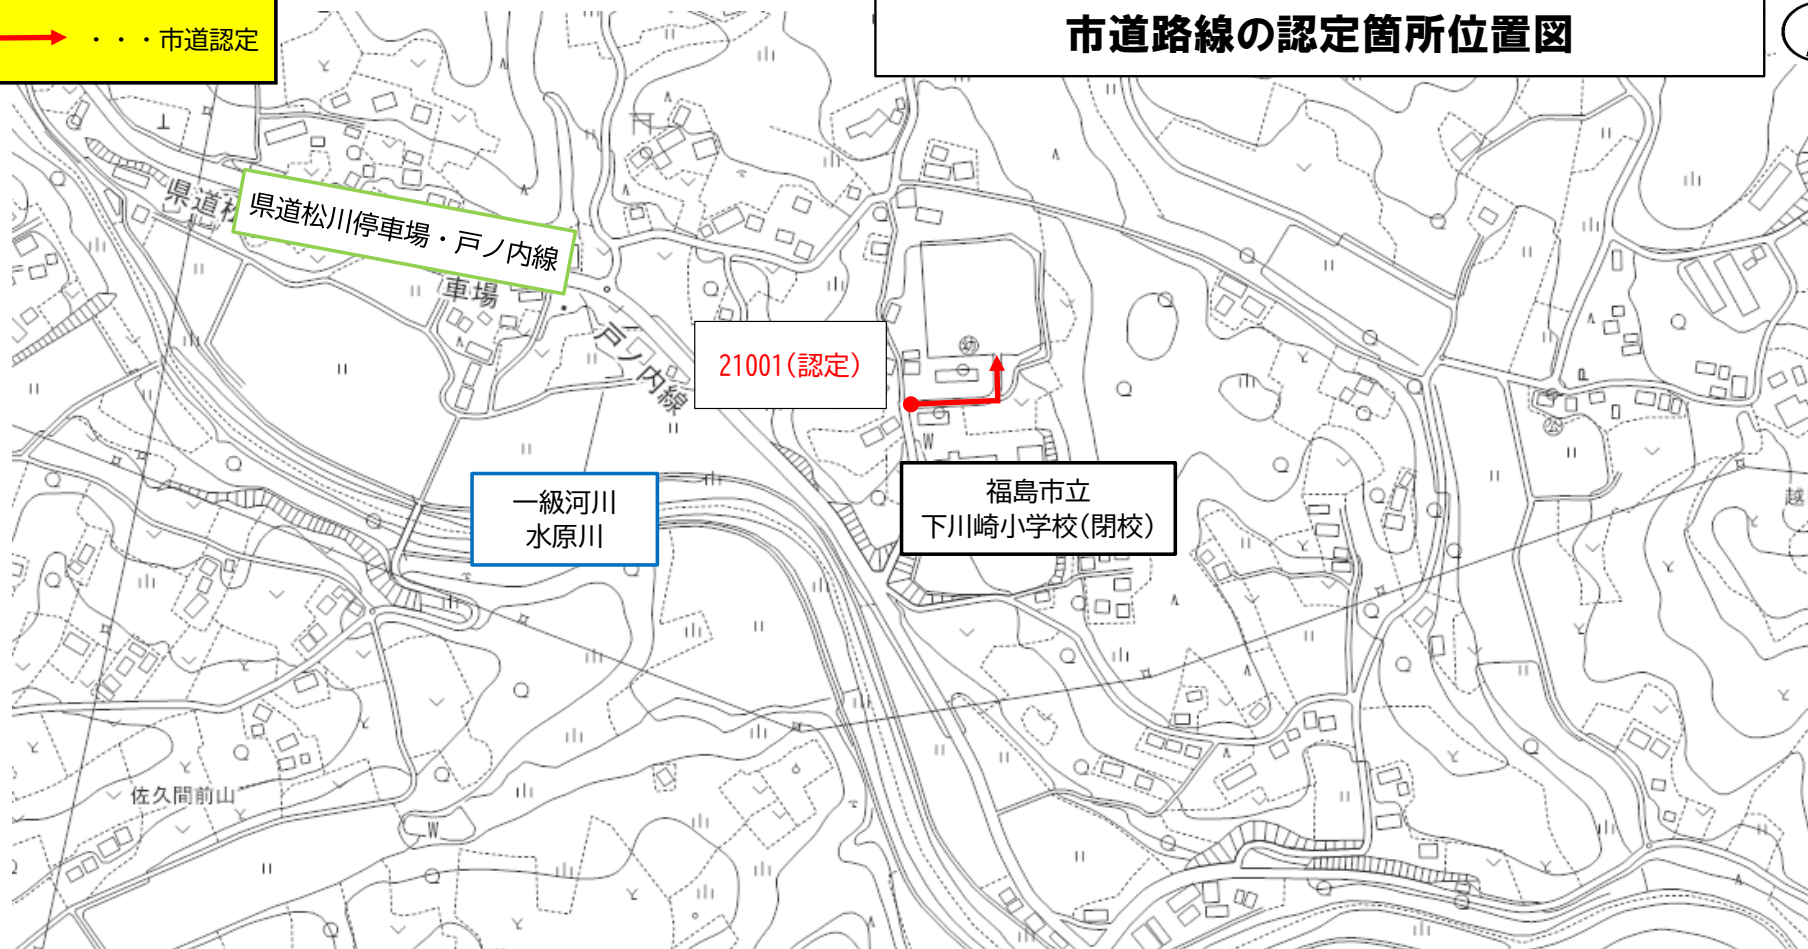 ・・・市道認定
市道路線の認定箇所位置図
県道松川停車場・戸ノ内線
県道松
車場
戸ノ内線
21001(認定)
幼
W
一級河川
水原川
福島市立
下川崎小学校(閉校)
公
越
佐久間前山
W